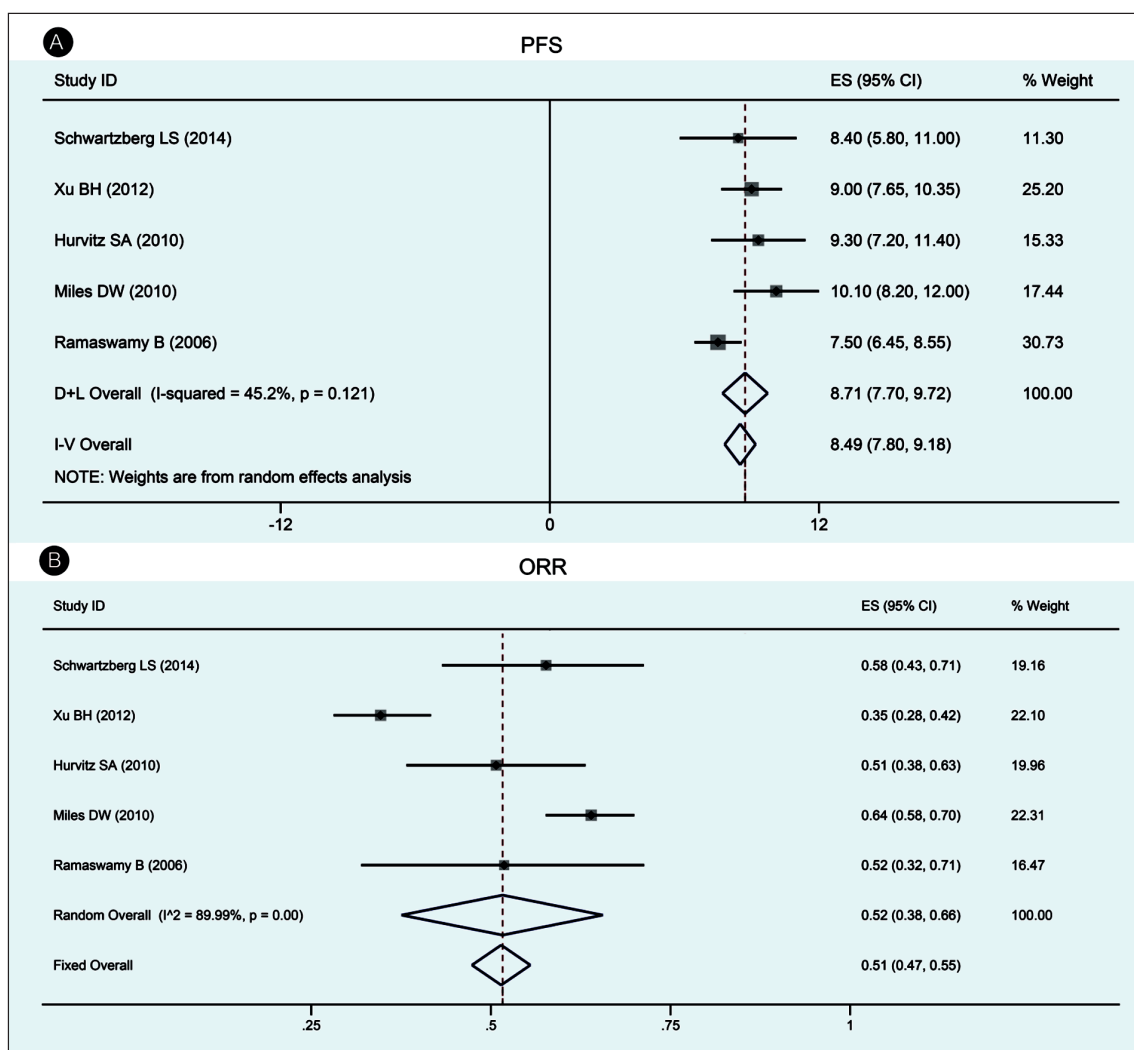 A
PFS
Study ID ES (95% CI) % Weight
Schwartzberg LS (2014) 8.40 (5.80, 11.00) 11.30
Xu BH (2012) 9.00 (7.65, 10.35) 25.20
Hurvitz SA (2010) 9.30 (7.20, 11.40) 15.33
Miles DW (2010) 10.10 (8.20, 12.00) 17.44
Ramaswamy B (2006) 7.50 (6.45, 8.55) 30.73
D+L Overall (I-squared = 45.2%, p = 0.121) 8.71 (7.70, 9.72) 100.00
I-V Overall 8.49 (7.80, 9.18)
NOTE: Weights are from random effects analysis
-12 0 12
B
ORR
Study ID ES (95% CI) % Weight
Schwartzberg LS (2014) 0.58 (0.43, 0.71) 19.16
Xu BH (2012) 0.35 (0.28, 0.42) 22.10
Hurvitz SA (2010) 0.51 (0.38, 0.63) 19.96
Miles DW (2010) 0.64 (0.58, 0.70) 22.31
Ramaswamy B (2006) 0.52 (0.32, 0.71) 16.47
Random Overall (I^2 = 89.99%, p = 0.00) 0.52 (0.38, 0.66) 100.00
Fixed Overall 0.51 (0.47, 0.55)
.25 .5 .75 1